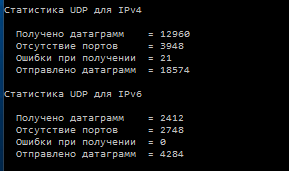 Статистика UDP для IPv4
Получено датаграмм = 12960
Отсутствие портов = 3948
Ошибки при получении = 21
Отправлено датаграмм = 18574
Статистика UDP для IPv6
Получено датаграмм = 2412
Отсутствие портов = 2748
Ошибки при получении = 0
Отправлено датаграмм = 4284